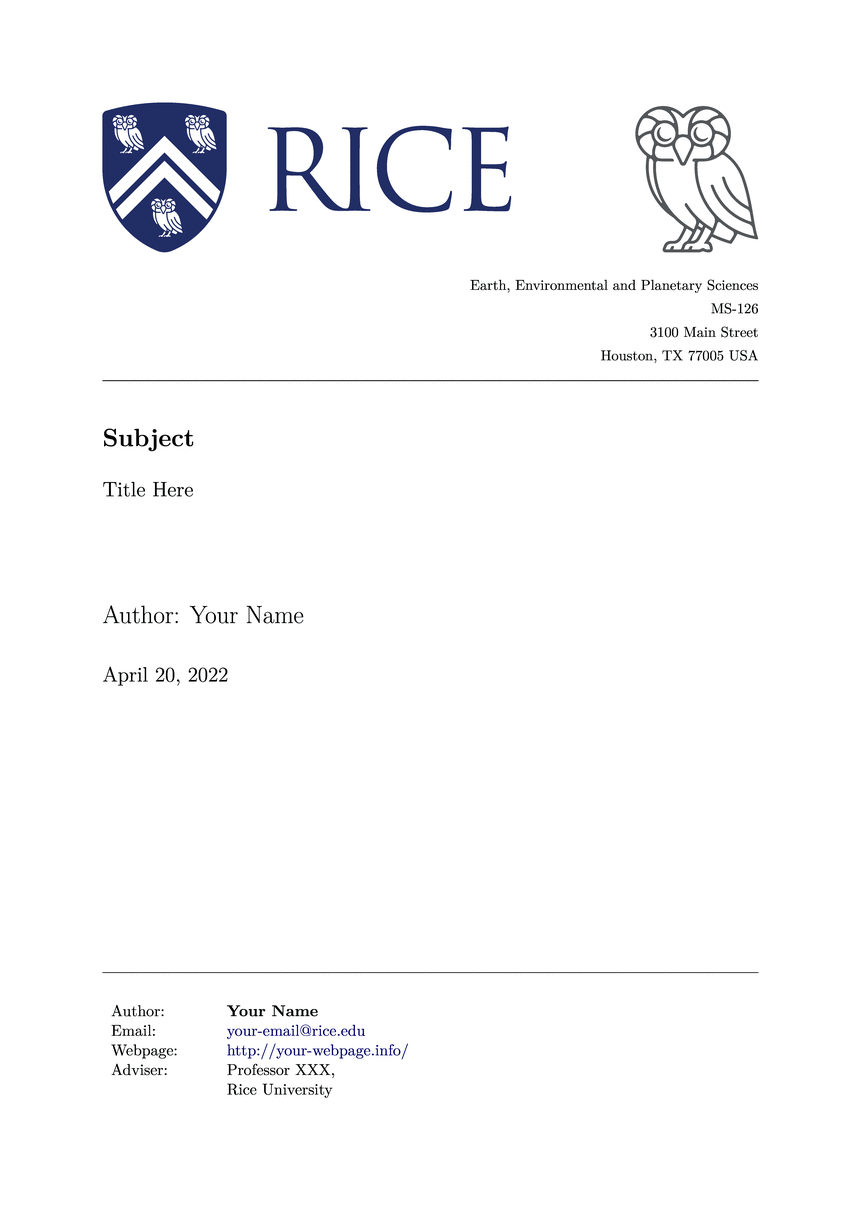 RICE
Earth, Environmental and Planetary Sciences
MS-126
3100 Main Street
Houston, TX 77005 USA
Subject
Title Here
Author: Your Name
April 20, 2022
Author: Your Name
Email: your-email@rice.edu
Webpage: http://your-webpage.info/
Adviser: Professor XXX,
Rice University